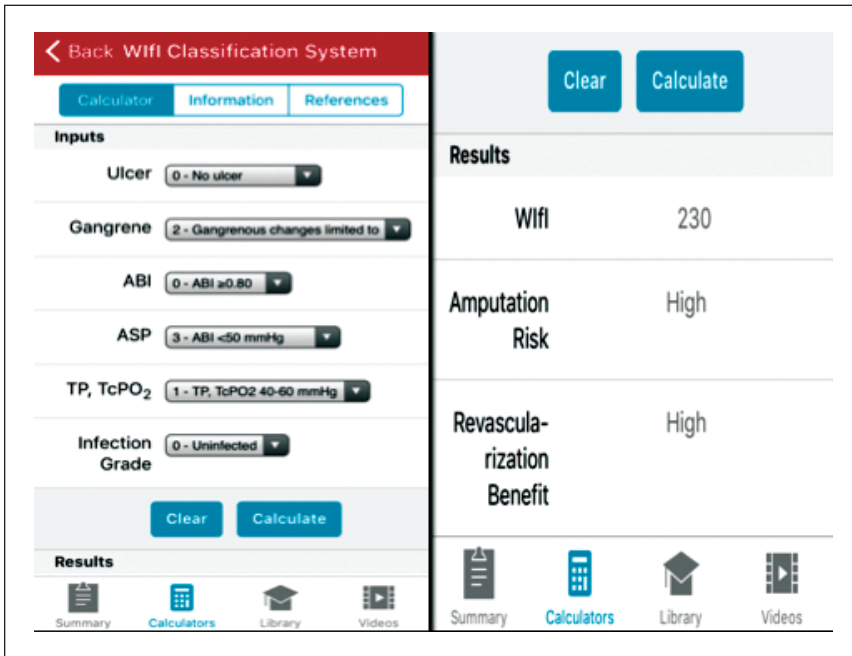 Back WIfI Classification System
Calculator Information References
Inputs
Ulcer 0 - No ulcer
Gangrene 2 - Gangrenous changes limited to
ABI 0 - ABI ≥0.80
ASP 3 - ABI <50 mmHg
TP, TcPO2 1 - TP, TcPO2 40-60 mmHg
Infection
Grade 0 - Uninfected
Clear Calculate
Results
Summary Calculators Library Videos
Clear Calculate
Results
WIfI 230
Amputation High
Risk
Revascula- High
rization
Benefit
Summary Calculators Library Videos